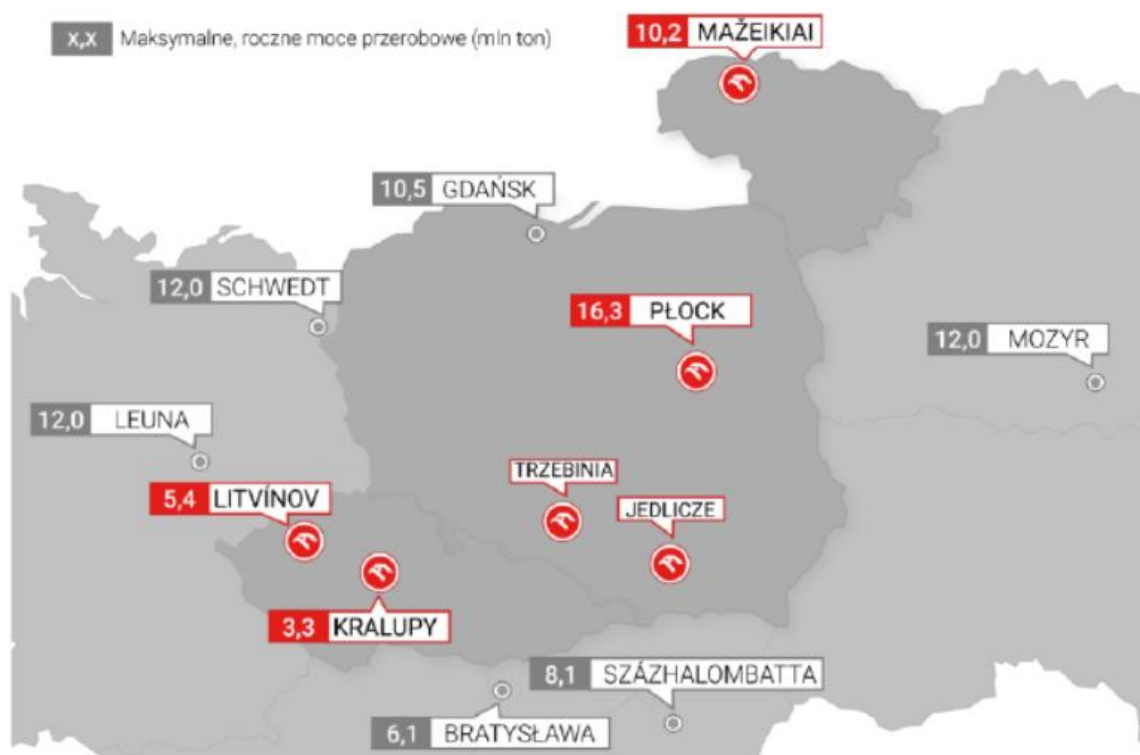 x,x Maksymalne, roczne moce przerobowe (mln ton)
10,2 MAŽEIKIAI
10,5 GDAŃSK
12,0 SCHWEDT
16,3 PŁOCK
12,0 MOZYR
12,0 LEUNA
TRZEBINIA
5,4 LITVÍNOV
JEDLICZE
3,3 KRALUPY
8,1 SZÁZHALOMBATTA
6,1 BRATYSŁAWA